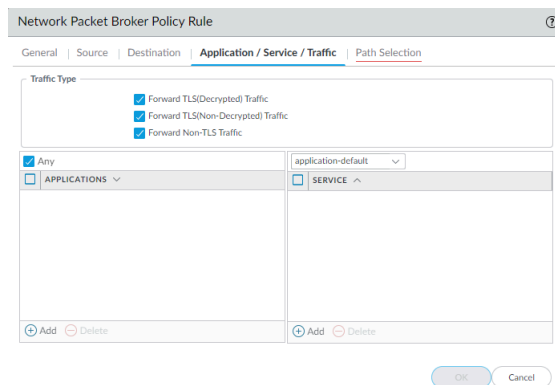 Network Packet Broker Policy Rule
General | Source | Destination | Application / Service / Traffic | Path Selection
Traffic Type
Forward TLS(Decrypted) Traffic
Forward TLS(Non-Decrypted) Traffic
Forward Non-TLS Traffic
Any
application-default
APPLICATIONS
SERVICE
Add Delete
Add Delete
OK Cancel